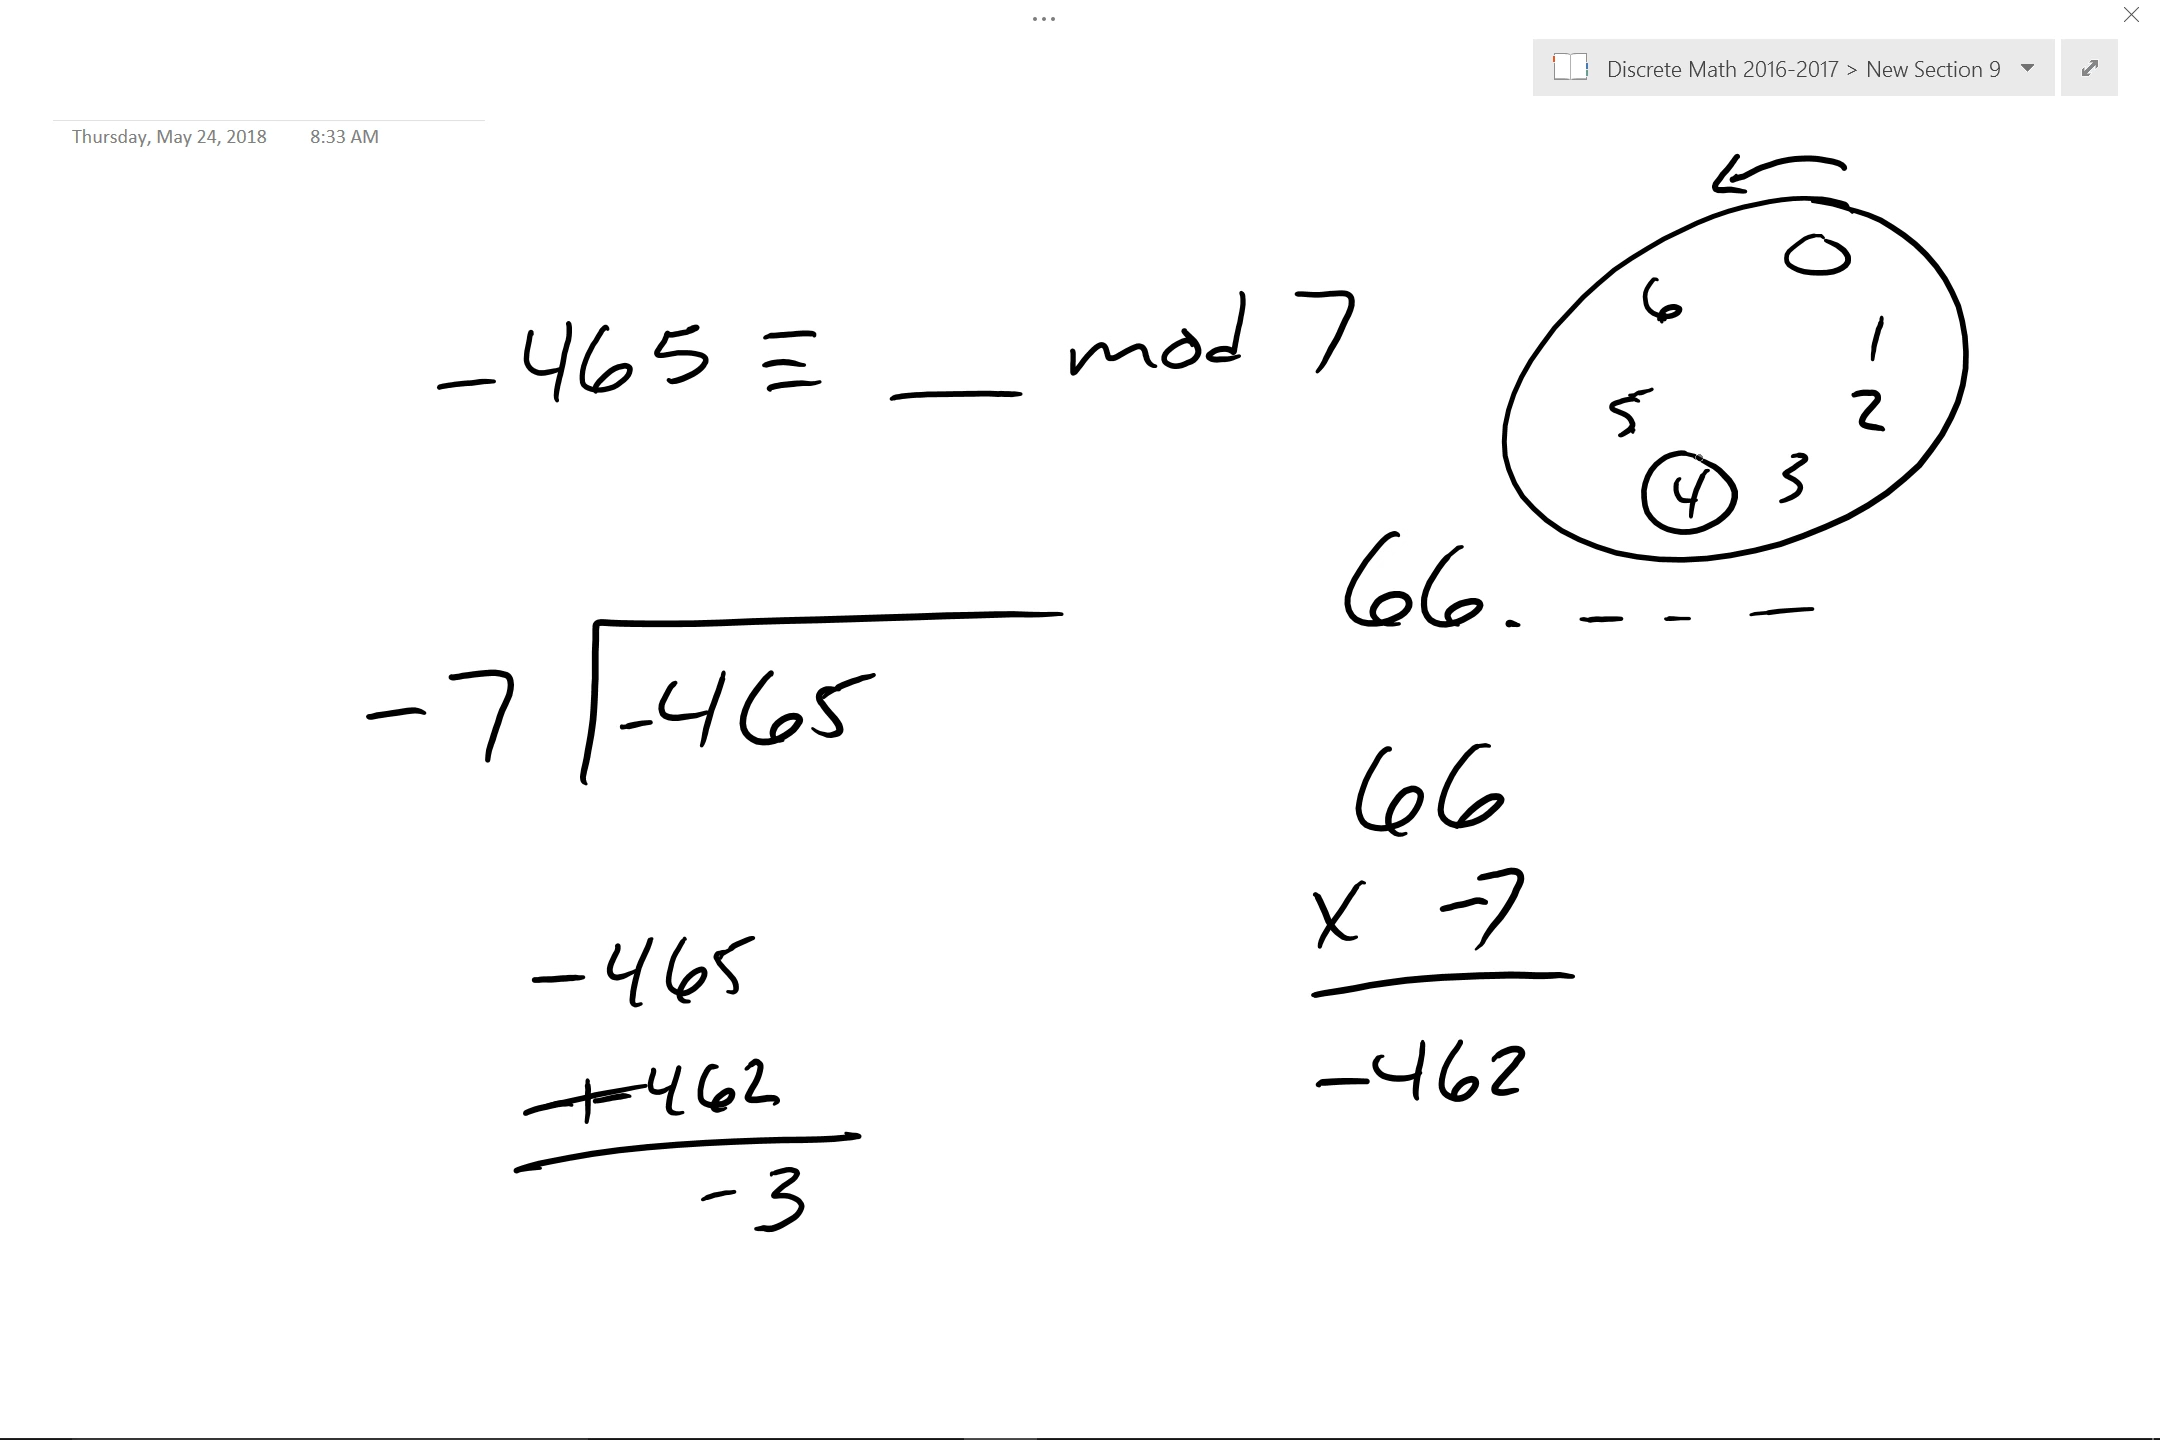 ...
Discrete Math 2016-2017 > New Section 9
Thursday, May 24, 2018 8:33 AM
-465 ≡ ___ mod 7
0
6
1
5
2
4
3
66. _ _ _
-7 -465
66
x -7
-462
-465
+462
-3